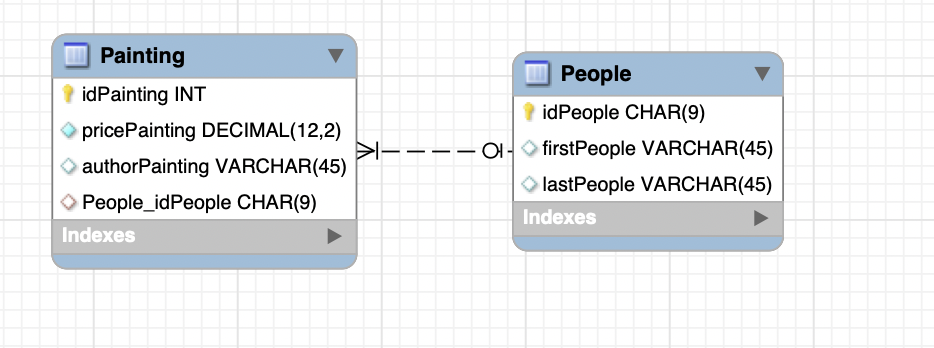 Painting
idPainting INT
pricePainting DECIMAL(12,2)
authorPainting VARCHAR(45)
People_idPeople CHAR(9)
Indexes
People
idPeople CHAR(9)
firstPeople VARCHAR(45)
lastPeople VARCHAR(45)
Indexes